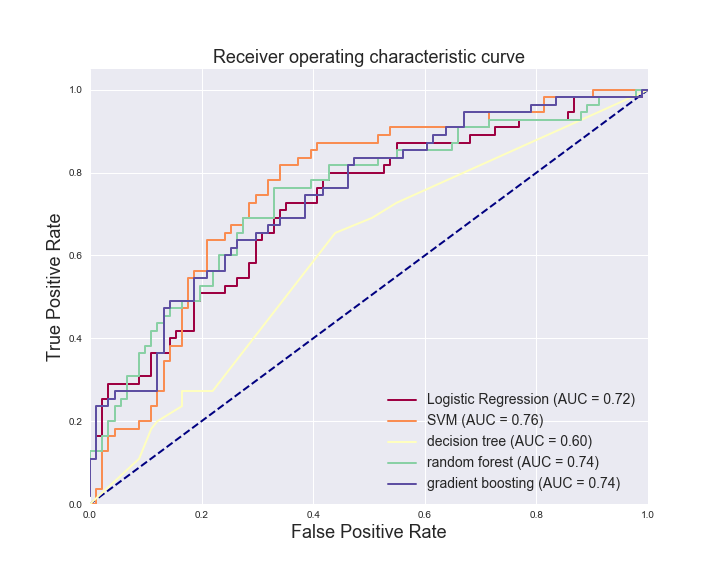 Receiver operating characteristic curve
1.0
0.8
0.6
0.4
0.2
0.0
True Positive Rate
Logistic Regression (AUC = 0.72)
SVM (AUC = 0.76)
decision tree (AUC = 0.60)
random forest (AUC = 0.74)
gradient boosting (AUC = 0.74)
0.0 0.2 0.4 0.6 0.8 1.0
False Positive Rate